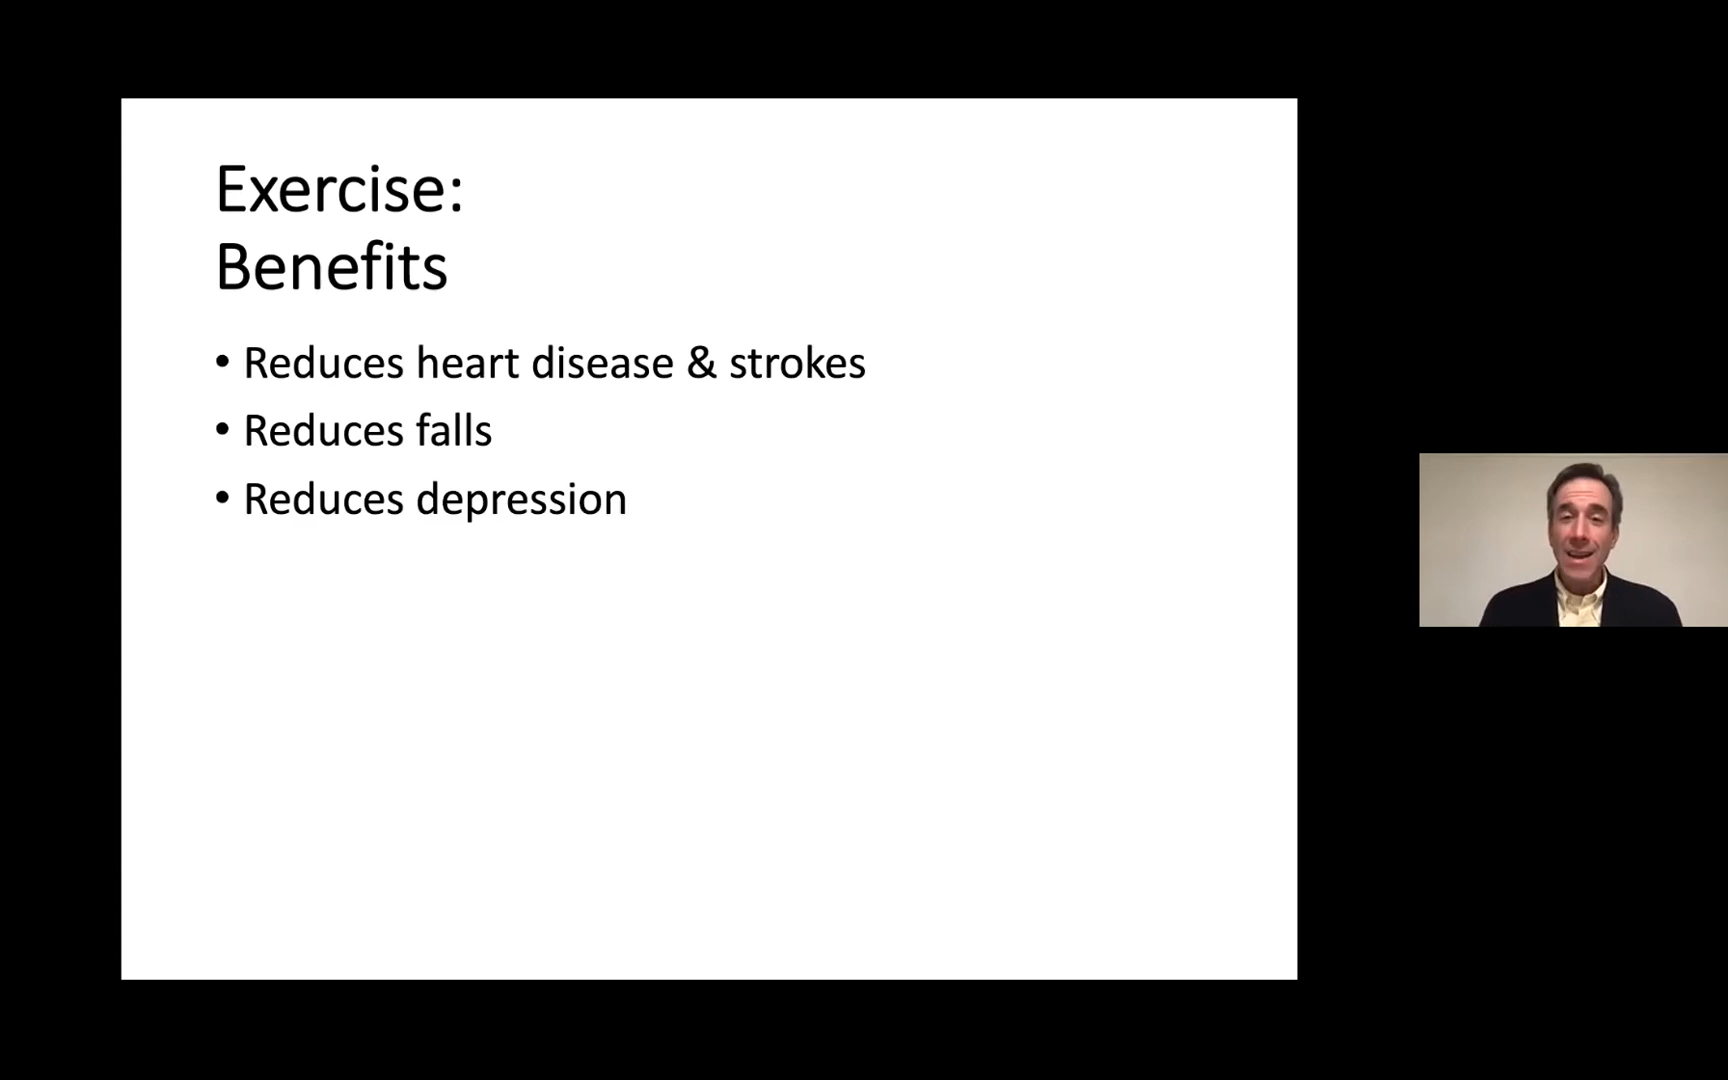 Exercise:
Benefits
• Reduces heart disease & strokes
• Reduces falls
• Reduces depression